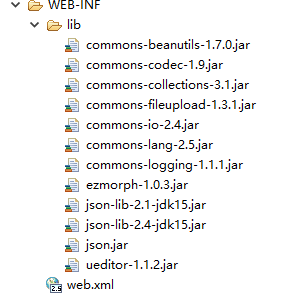 WEB-INF
lib
commons-beanutils-1.7.0.jar
commons-codec-1.9.jar
commons-collections-3.1.jar
commons-fileupload-1.3.1.jar
commons-io-2.4.jar
commons-lang-2.5.jar
commons-logging-1.1.1.jar
ezmorph-1.0.3.jar
json-lib-2.1-jdk15.jar
json-lib-2.4-jdk15.jar
json.jar
ueditor-1.1.2.jar
2.5 web.xml